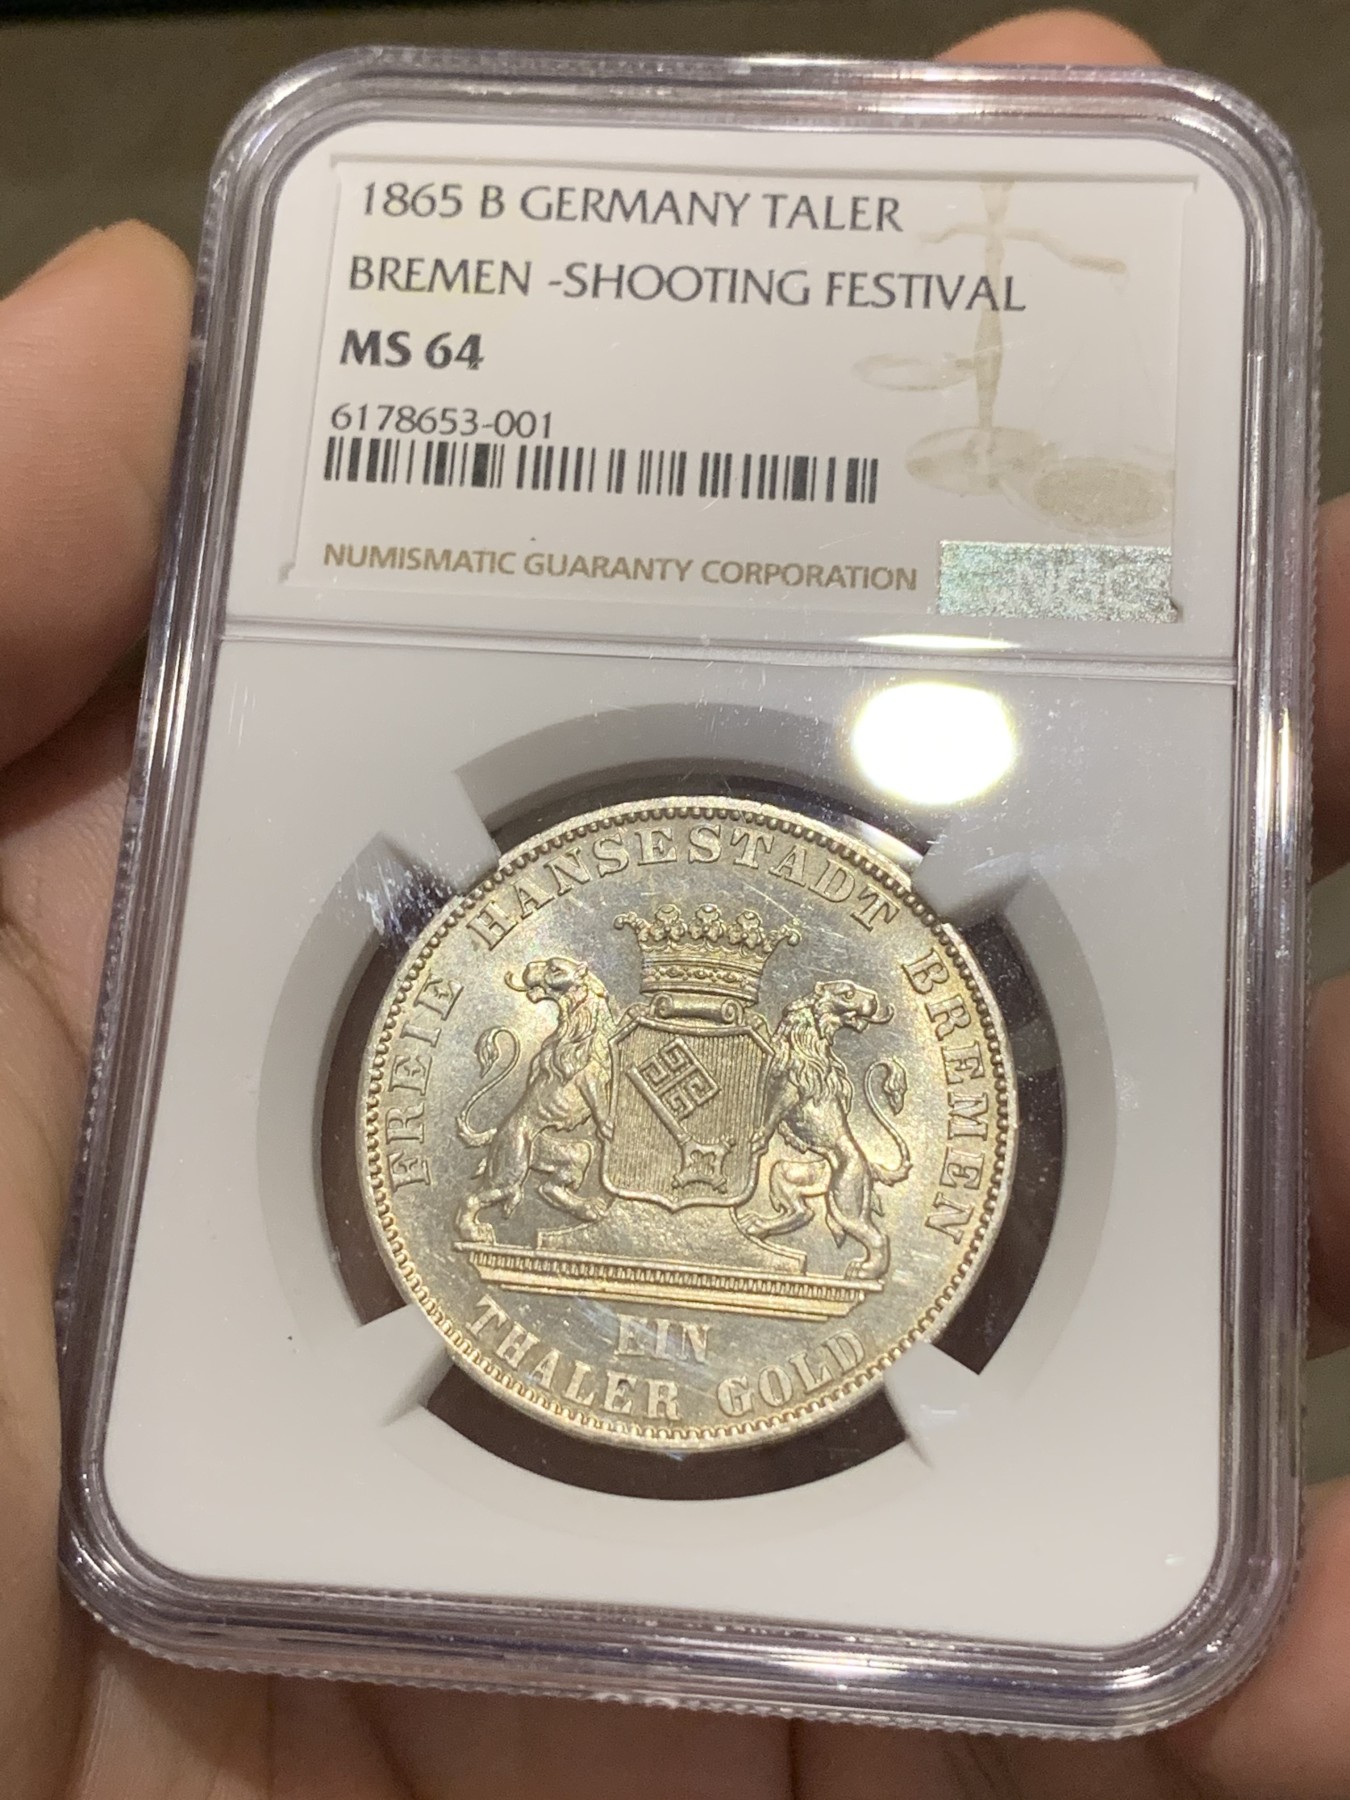 1865 B GERMANY TALER
BREMEN -SHOOTING FESTIVAL
MS 64
6178653-001
NUMISMATIC GUARANTY CORPORATION
NGC
FREIE HANSESTADT BREMEN
EIN
THALER GOLD